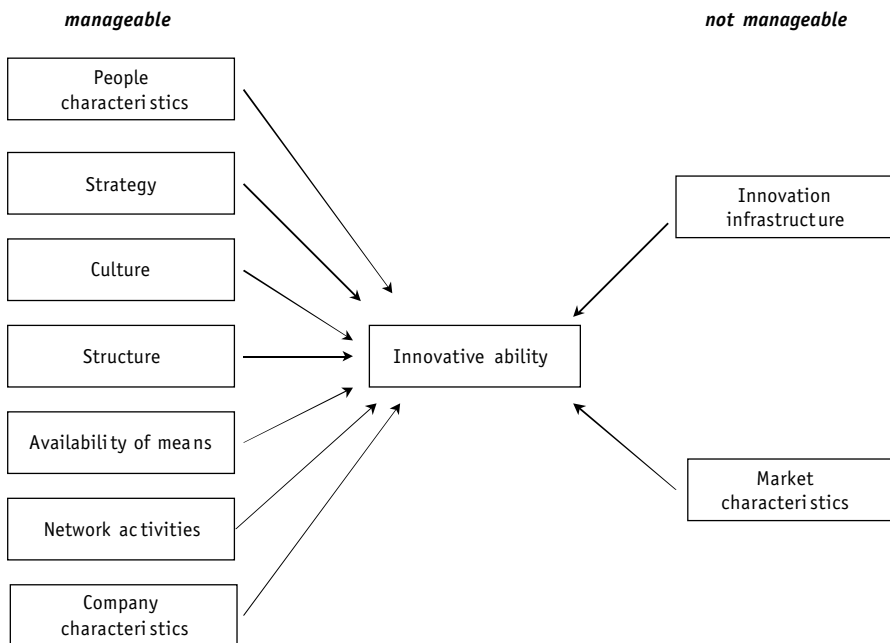 manageable
not manageable
People
characteristics
Strategy
Culture
Structure
Availability of means
Network activities
Company
characteristics
Innovative ability
Innovation
infrastructure
Market
characteristics